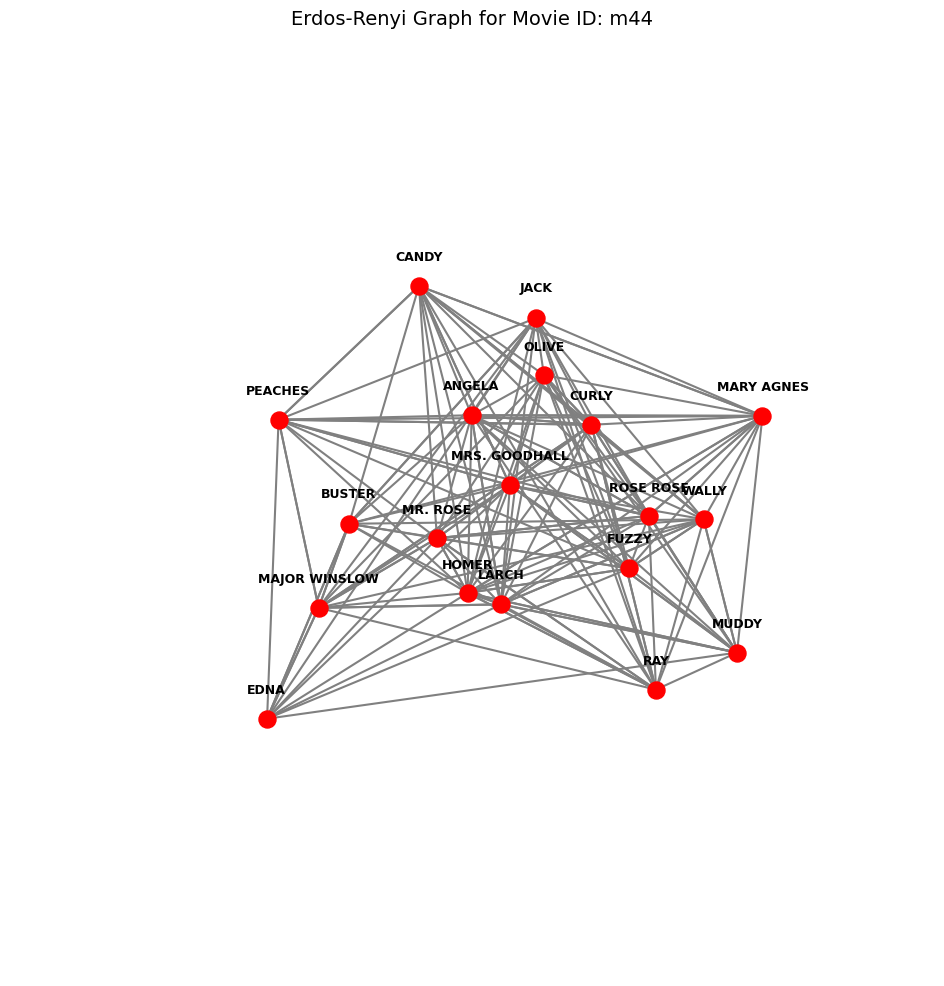 Erdos-Renyi Graph for Movie ID: m44
CANDY
JACK
OLIVE
ANGELA
MARY AGNES
PEACHES
CURLY
MRS. GOODHALL
BUSTER
ROSE ROSE
WALLY
MR. ROSE
FUZZY
HOMER
LARCH
MAJOR WINSLOW
MUDDY
RAY
EDNA